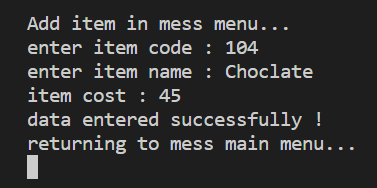 Add item in mess menu...
enter item code : 104
enter item name : Choclate
item cost : 45
data entered successfully !
returning to mess main menu...